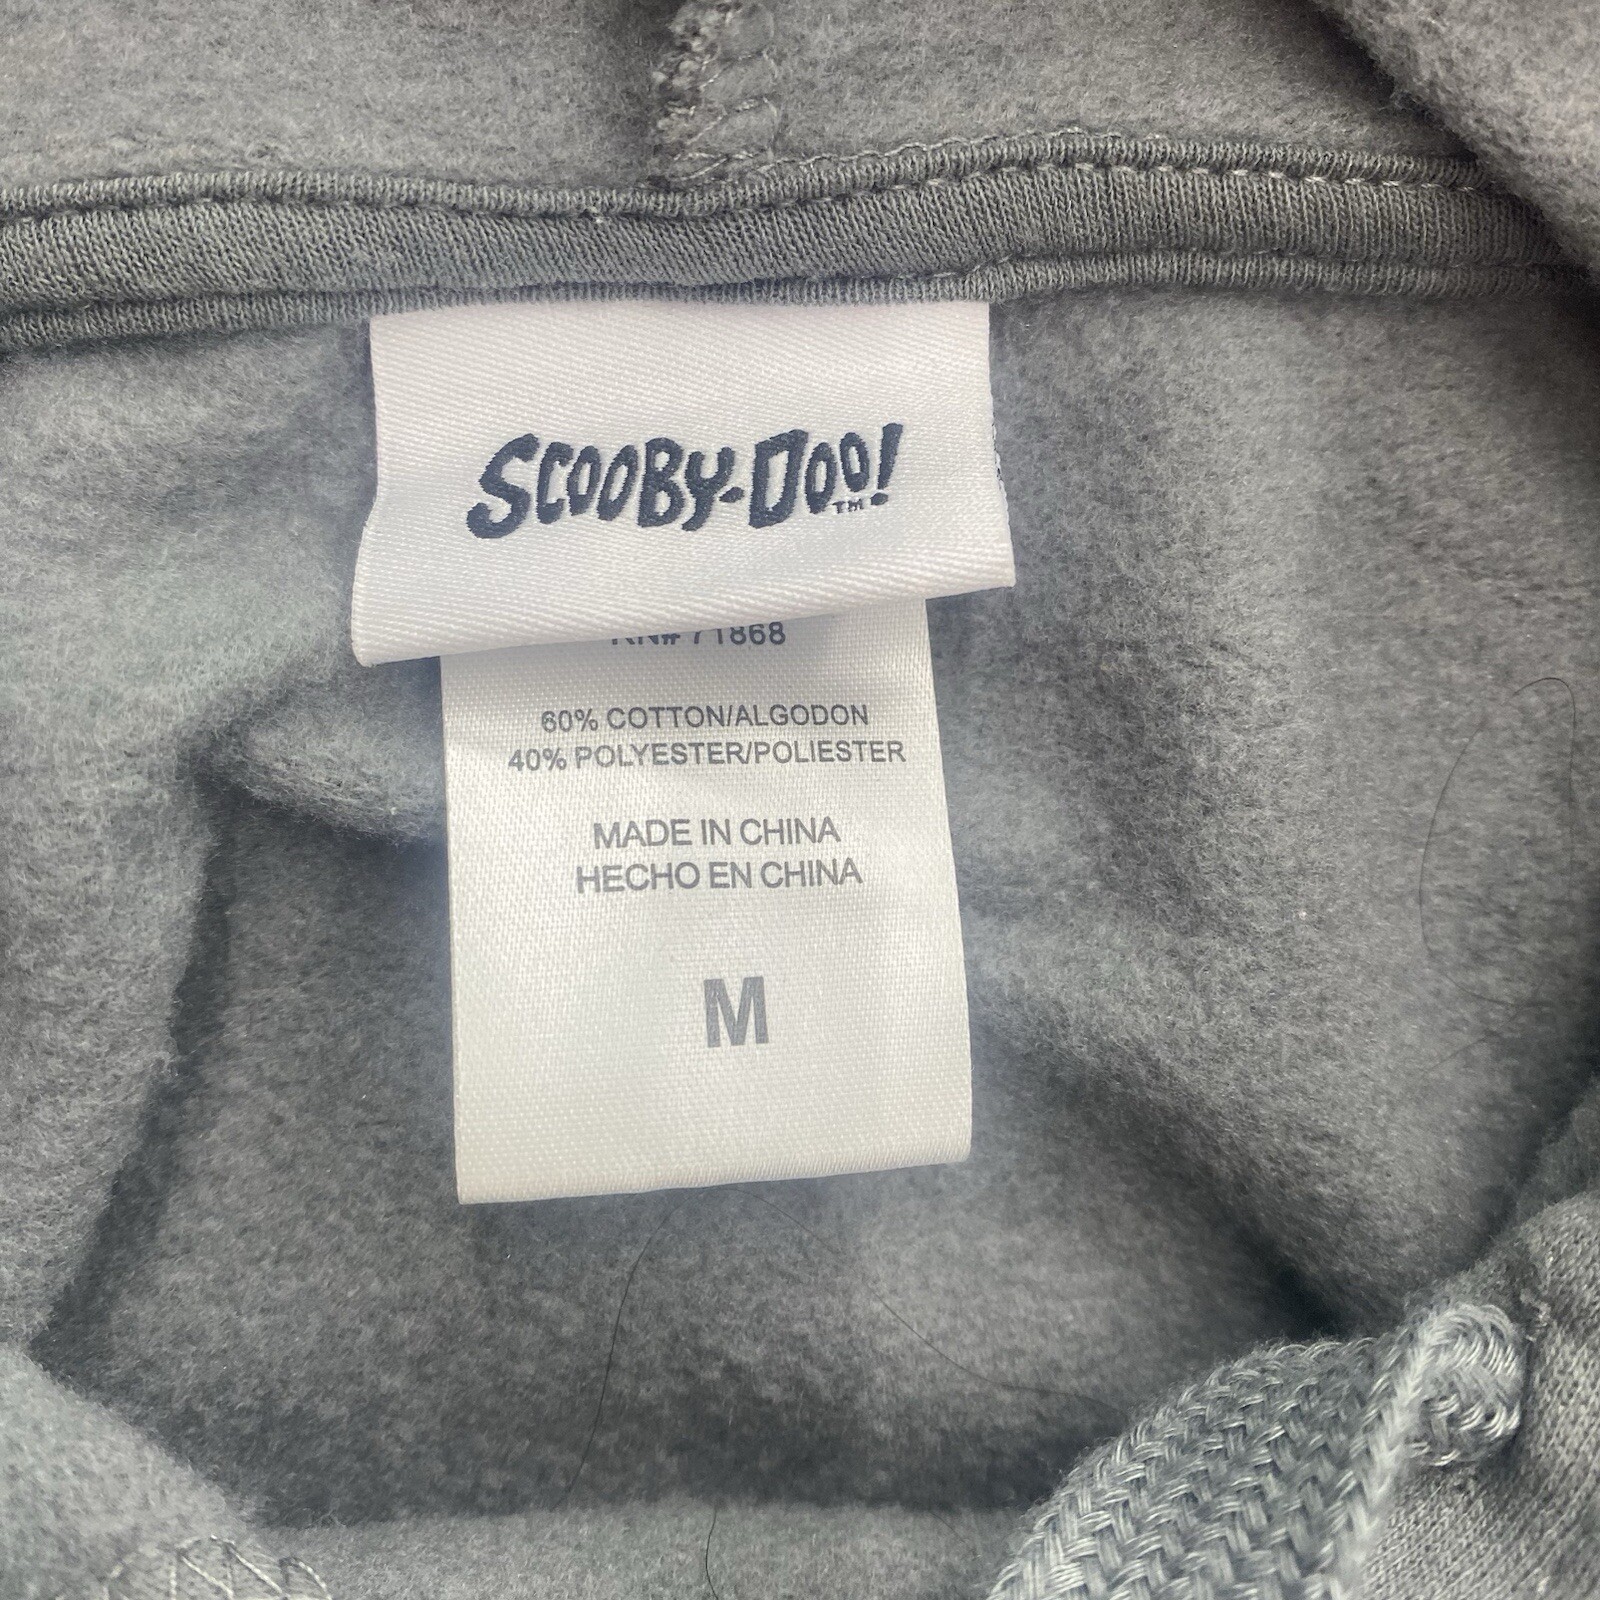 SCOOBY-DOO!
TM
RN# 71868
60% COTTON/ALGODON
40% POLYESTER/POLIESTER
MADE IN CHINA
HECHO EN CHINA
M